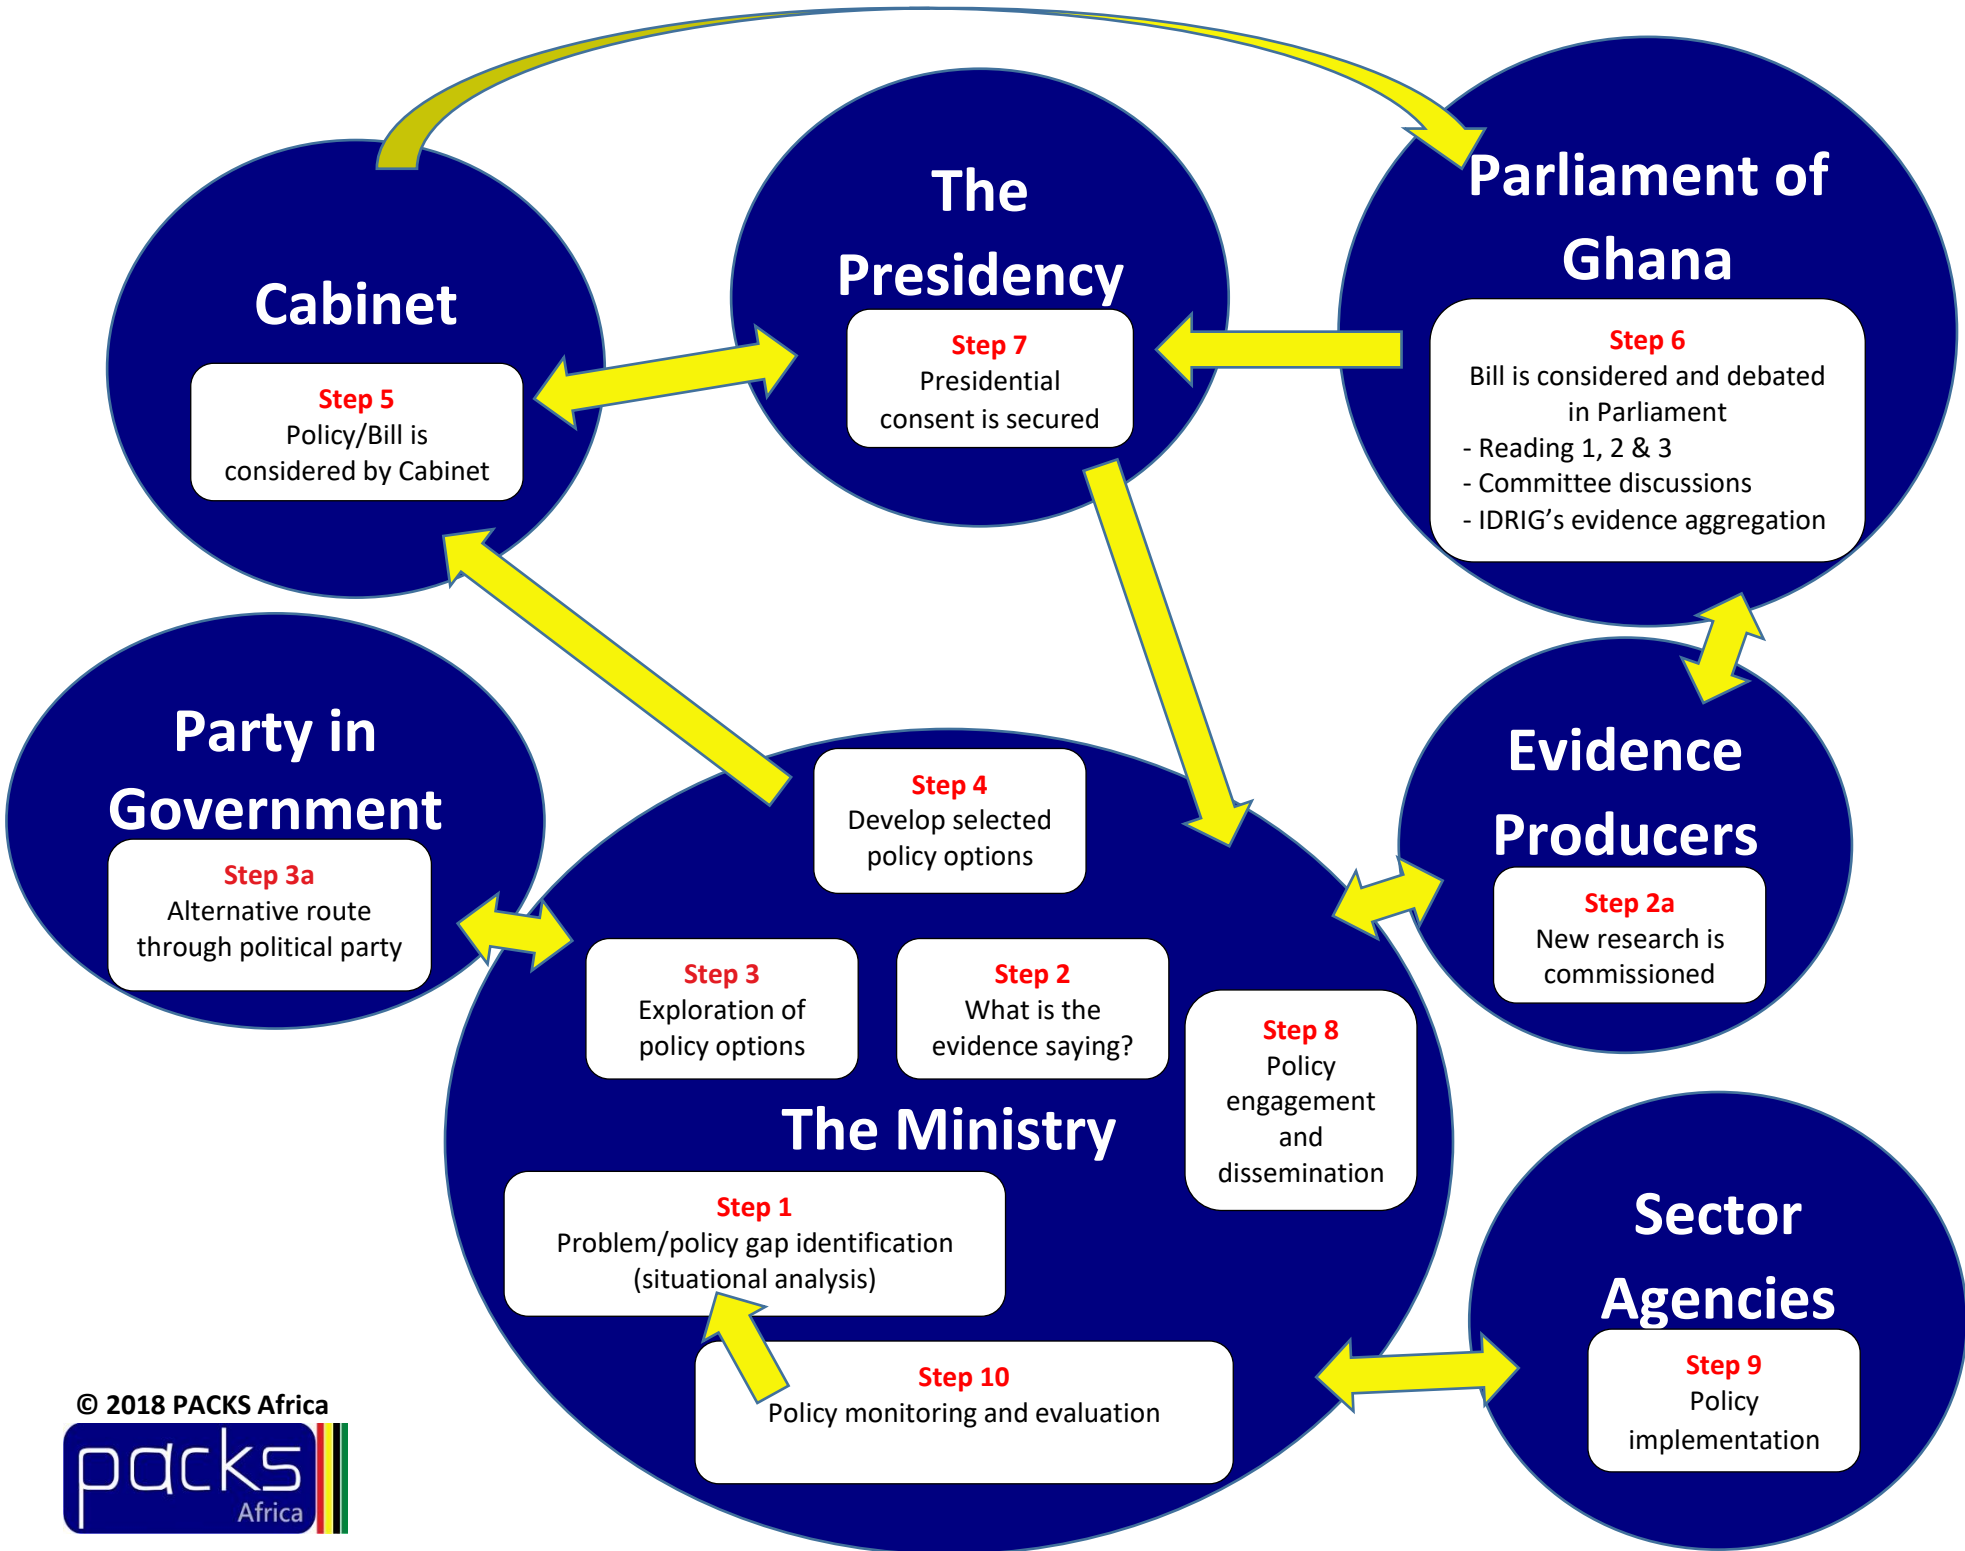 Cabinet
Step 5
Policy/Bill is
considered by Cabinet
The
Presidency
Step 7
Presidential
consent is secured
Parliament of
Ghana
Step 6
Bill is considered and debated
in Parliament
- Reading 1, 2 & 3
- Committee discussions
- IDRIG’s evidence aggregation
Party in
Government
Step 3a
Alternative route
through political party
Evidence
Producers
Step 2a
New research is
commissioned
Step 4
Develop selected
policy options
Step 3
Exploration of
policy options
Step 2
What is the
evidence saying?
Step 8
Policy
engagement
and
dissemination
The Ministry
Step 1
Problem/policy gap identification
(situational analysis)
Step 10
Policy monitoring and evaluation
Sector
Agencies
Step 9
Policy
implementation
© 2018 PACKS Africa
packs
Africa